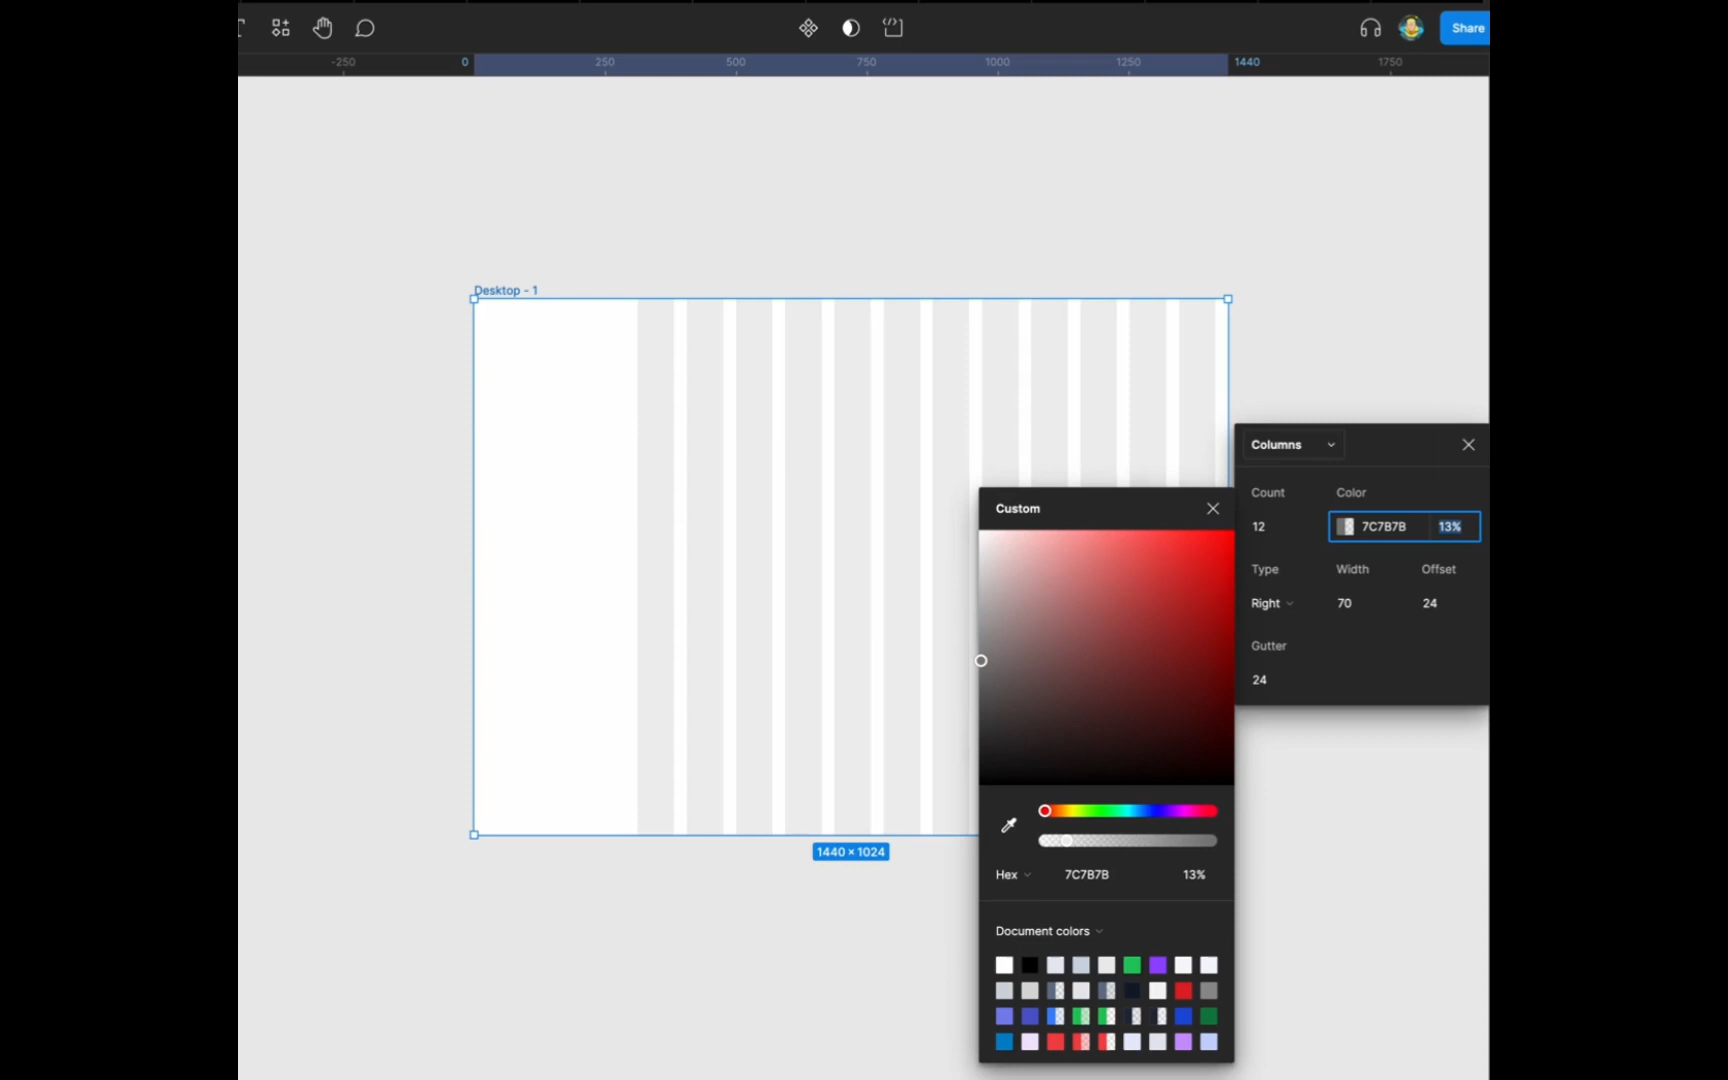 Share
-250 0 250 500 750 1000 1250 1440 1750
Desktop - 1
Columns
Count Color
12 7C7B7B 13%
Type Width Offset
Right 70 24
Gutter
24
Custom
Hex 7C7B7B 13%
Document colors
1440 × 1024